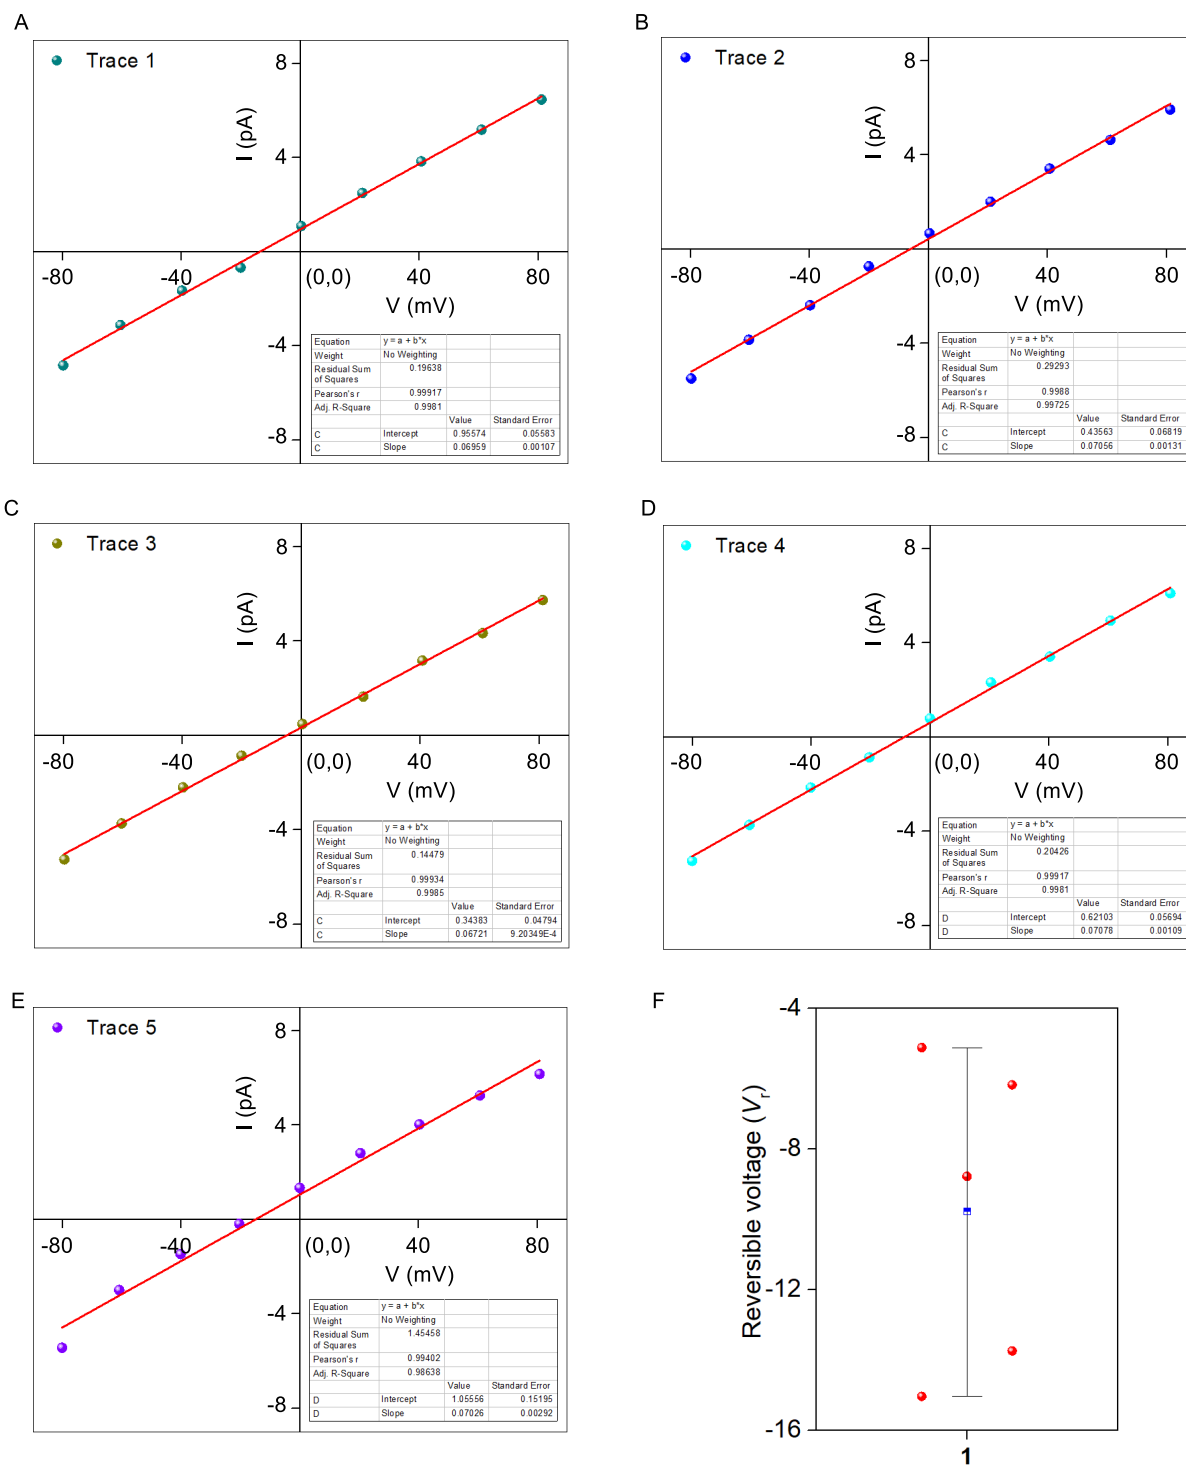 A
Trace 1
I (pA)
8
4
-80
-40
(0,0)
40
80
V (mV)
-4
-8
Equation y = a + b*x
Weight No Weighting
Residual Sum of Squares 0.19638
Pearson's r 0.99917
Adj. R-Square 0.9981
Value Standard Error
C Intercept 0.95574 0.05583
C Slope 0.06959 0.00107
B
Trace 2
I (pA)
8
4
-80
-40
(0,0)
40
80
V (mV)
-4
-8
Equation y = a + b*x
Weight No Weighting
Residual Sum of Squares 0.29293
Pearson's r 0.9988
Adj. R-Square 0.99725
Value Standard Error
C Intercept 0.43563 0.06819
C Slope 0.07056 0.00131
C
Trace 3
I (pA)
8
4
-80
-40
(0,0)
40
80
V (mV)
-4
-8
Equation y = a + b*x
Weight No Weighting
Residual Sum of Squares 0.14479
Pearson's r 0.99934
Adj. R-Square 0.9985
Value Standard Error
C Intercept 0.34383 0.04794
C Slope 0.06721 9.20349E-4
D
Trace 4
I (pA)
8
4
-80
-40
(0,0)
40
80
V (mV)
-4
-8
Equation y = a + b*x
Weight No Weighting
Residual Sum of Squares 0.20426
Pearson's r 0.99917
Adj. R-Square 0.9981
Value Standard Error
D Intercept 0.62103 0.05694
D Slope 0.07078 0.00109
E
Trace 5
I (pA)
8
4
-80
-40
(0,0)
40
80
V (mV)
-4
-8
Equation y = a + b*x
Weight No Weighting
Residual Sum of Squares 1.45458
Pearson's r 0.99402
Adj. R-Square 0.98638
Value Standard Error
D Intercept 1.05556 0.15195
D Slope 0.07026 0.00292
F
Reversible voltage (Vr)
-4
-8
-12
-16
1